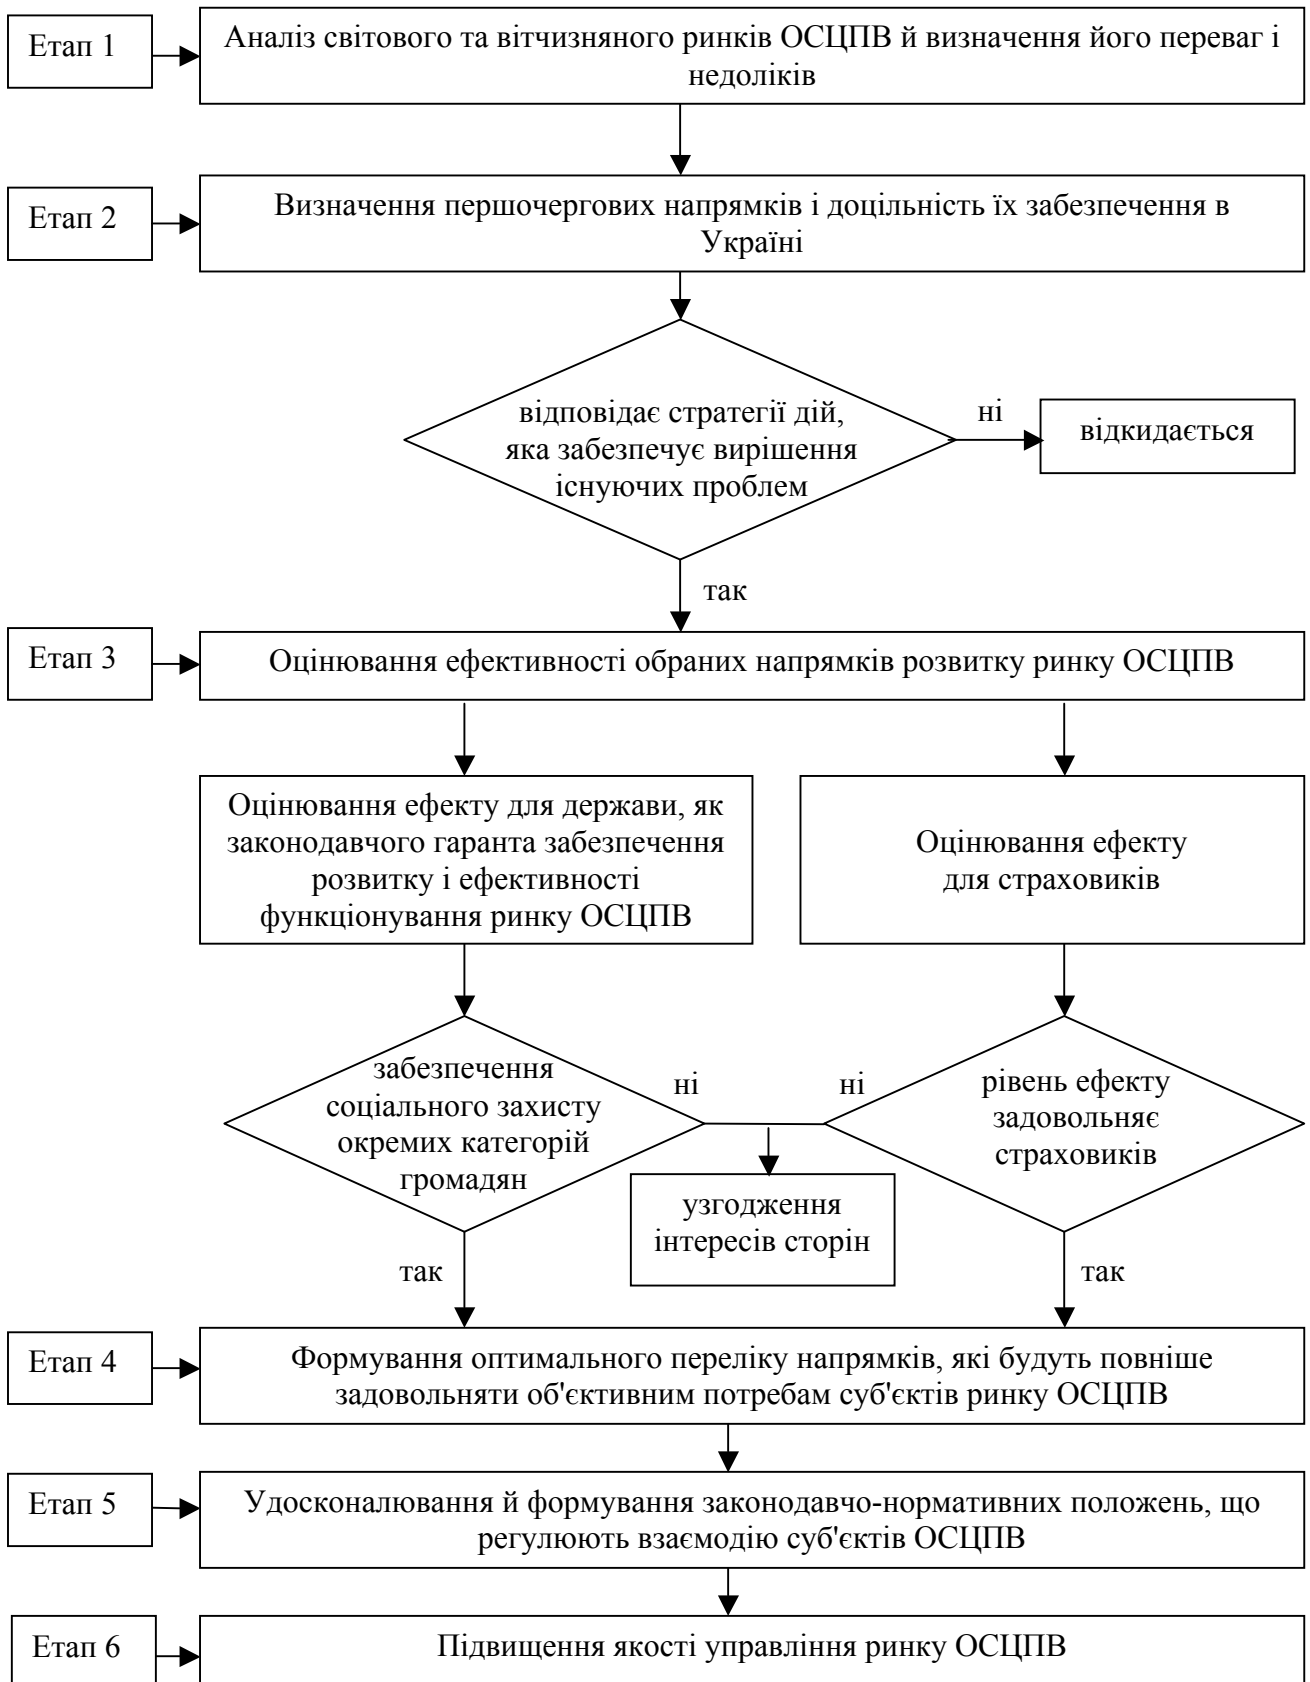 Етап 1
Аналіз світового та вітчизняного ринків ОСЦПВ й визначення його переваг і
недоліків
Етап 2
Визначення першочергових напрямків і доцільність їх забезпечення в
Україні
відповідає стратегії дій,
яка забезпечує вирішення
існуючих проблем
ні
відкидається
так
Етап 3
Оцінювання ефективності обраних напрямків розвитку ринку ОСЦПВ
Оцінювання ефекту для держави, як
законодавчого гаранта забезпечення
розвитку і ефективності
функціонування ринку ОСЦПВ
Оцінювання ефекту
для страховиків
забезпечення
соціального захисту
окремих категорій
громадян
ні
ні
рівень ефекту
задовольняє
страховиків
узгодження
інтересів сторін
так
так
Етап 4
Формування оптимального переліку напрямків, які будуть повніше
задовольняти об'єктивним потребам суб'єктів ринку ОСЦПВ
Етап 5
Удосконалювання й формування законодавчо-нормативних положень, що
регулюють взаємодію суб'єктів ОСЦПВ
Етап 6
Підвищення якості управління ринку ОСЦПВ